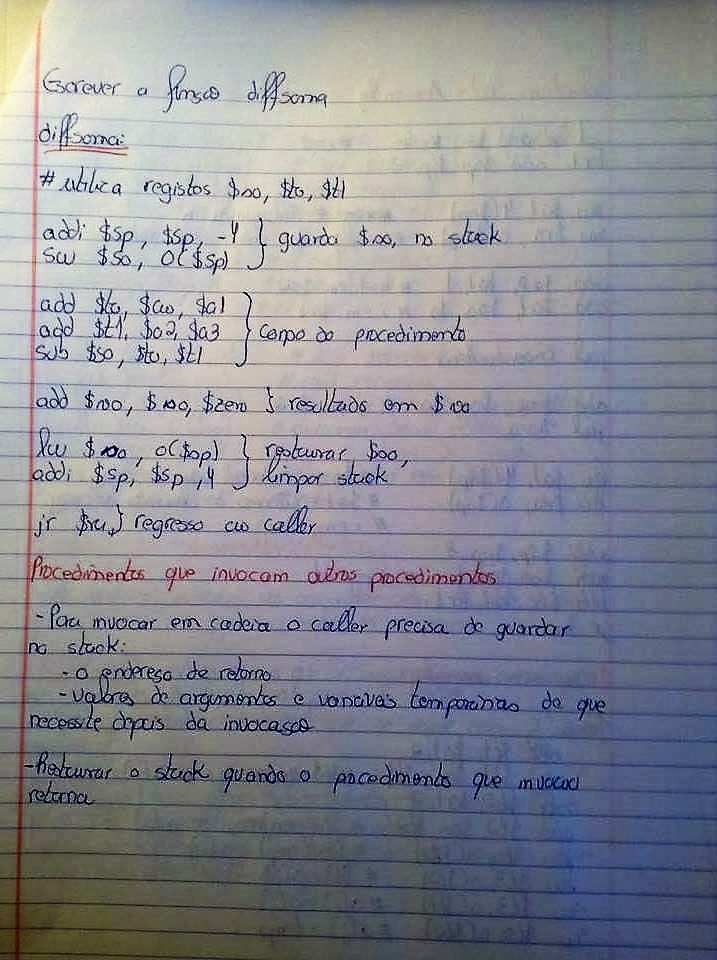 Escrever a função diffsoma
diffsoma:
# utiliza registos $s0, $t0, $t1
addi $sp, $sp, -4 } guarda $s0, no stack
sw $s0, 0($sp)
add $t0, $a0, $a1
add $t1, $a2, $a3 } corpo do procedimento
sub $s0, $t0, $t1
add $v0, $s0, $zero } resultado em $v0
lw $s0, 0($sp) } restaurar $s0,
addi $sp, $sp, 4 } limpar stack
jr $ra } regresso ao caller
Procedimentos que invocam outros procedimentos
- Para invocar em cadeia o caller precisa de guardar
no stack:
- o endereço de retorno
- valores de argumentos e variáveis temporárias de que
necessite depois da invocação
- Restaurar o stack quando o procedimento que invocou
retorna